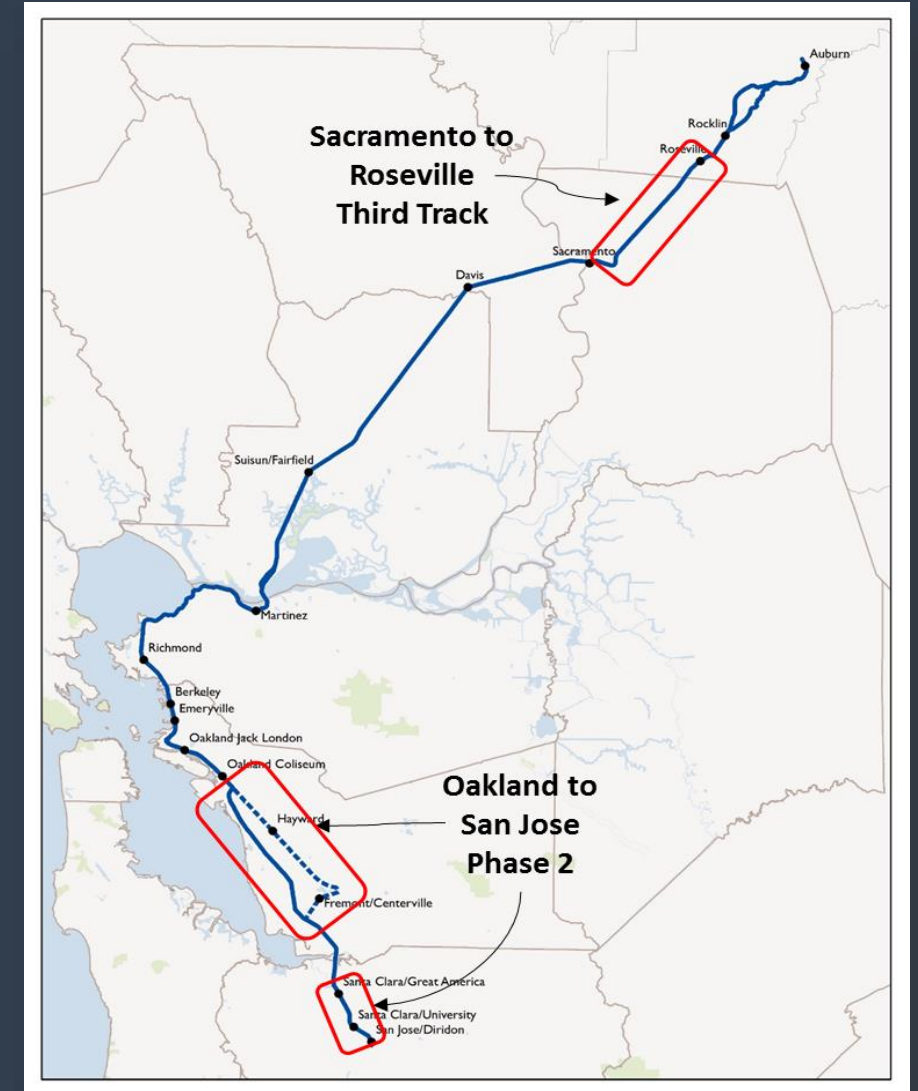 Auburn
Rocklin
Roseville
Sacramento to
Roseville
Third Track
Sacramento
Davis
Suisun/Fairfield
Martinez
Richmond
Berkeley
Emeryville
Oakland Jack London
Oakland Coliseum
Hayward
Oakland to
San Jose
Phase 2
Fremont/Centerville
Santa Clara/Great America
Santa Clara/University
San Jose/Diridon